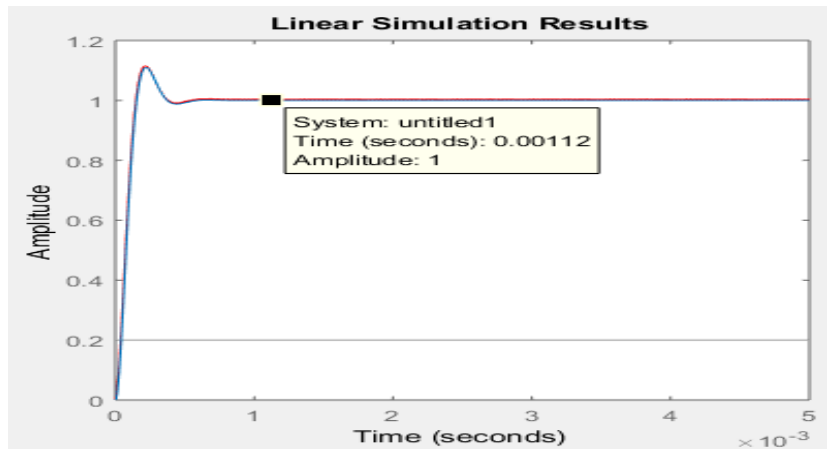 Linear Simulation Results
1.2
1
0.8
0.6
0.4
0.2
0
Amplitude
System: untitled1
Time (seconds): 0.00112
Amplitude: 1
0 1 2 3 4 5
Time (seconds)
× 10⁻³